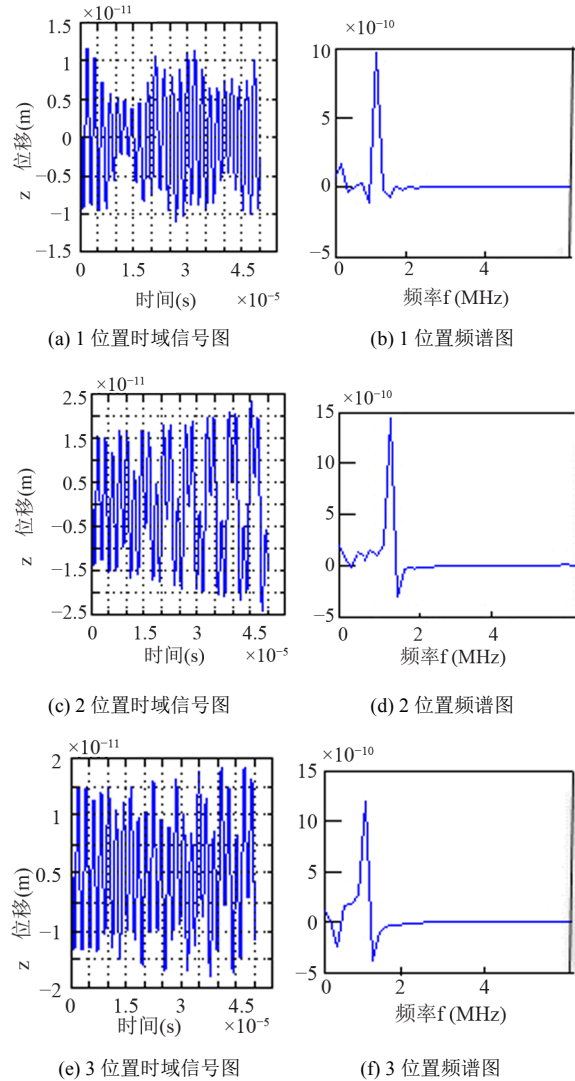 ×10⁻¹¹
1.5
1
0.5
0
−0.5
−1
−1.5
z 位移(m)
0 1.5 3 4.5
时间(s) ×10⁻⁵
(a) 1 位置时域信号图
×10⁻¹⁰
10
5
0
−5
0 2 4
频率f (MHz)
(b) 1 位置频谱图
×10⁻¹¹
2.5
1.5
0.5
−0.5
−1.5
−2.5
z 位移(m)
0 1.5 3 4.5
时间(s) ×10⁻⁵
(c) 2 位置时域信号图
×10⁻¹⁰
15
10
5
0
−5
2 4
频率f (MHz)
(d) 2 位置频谱图
×10⁻¹¹
2
1
0.5
−1
−2
z 位移(m)
0 1.5 3 4.5
时间(s) ×10⁻⁵
(e) 3 位置时域信号图
×10⁻¹⁰
15
10
5
0
−5
0 2 4
频率f (MHz)
(f) 3 位置频谱图